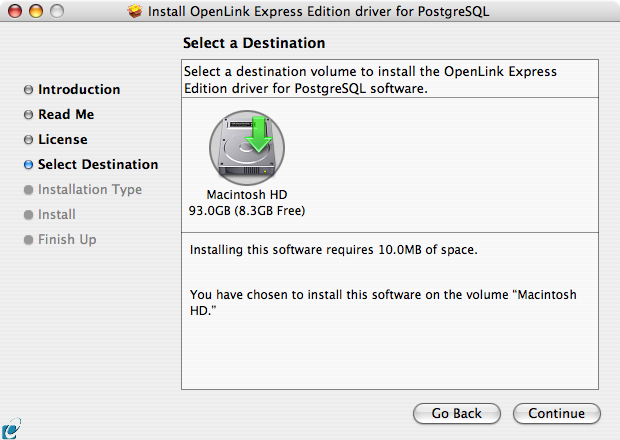 Install OpenLink Express Edition driver for PostgreSQL
Select a Destination
Introduction
Read Me
License
Select Destination
Installation Type
Install
Finish Up
Select a destination volume to install the OpenLink Express
Edition driver for PostgreSQL software.
Macintosh HD
93.0GB (8.3GB Free)
Installing this software requires 10.0MB of space.
You have chosen to install this software on the volume “Macintosh
HD.”
Go Back
Continue